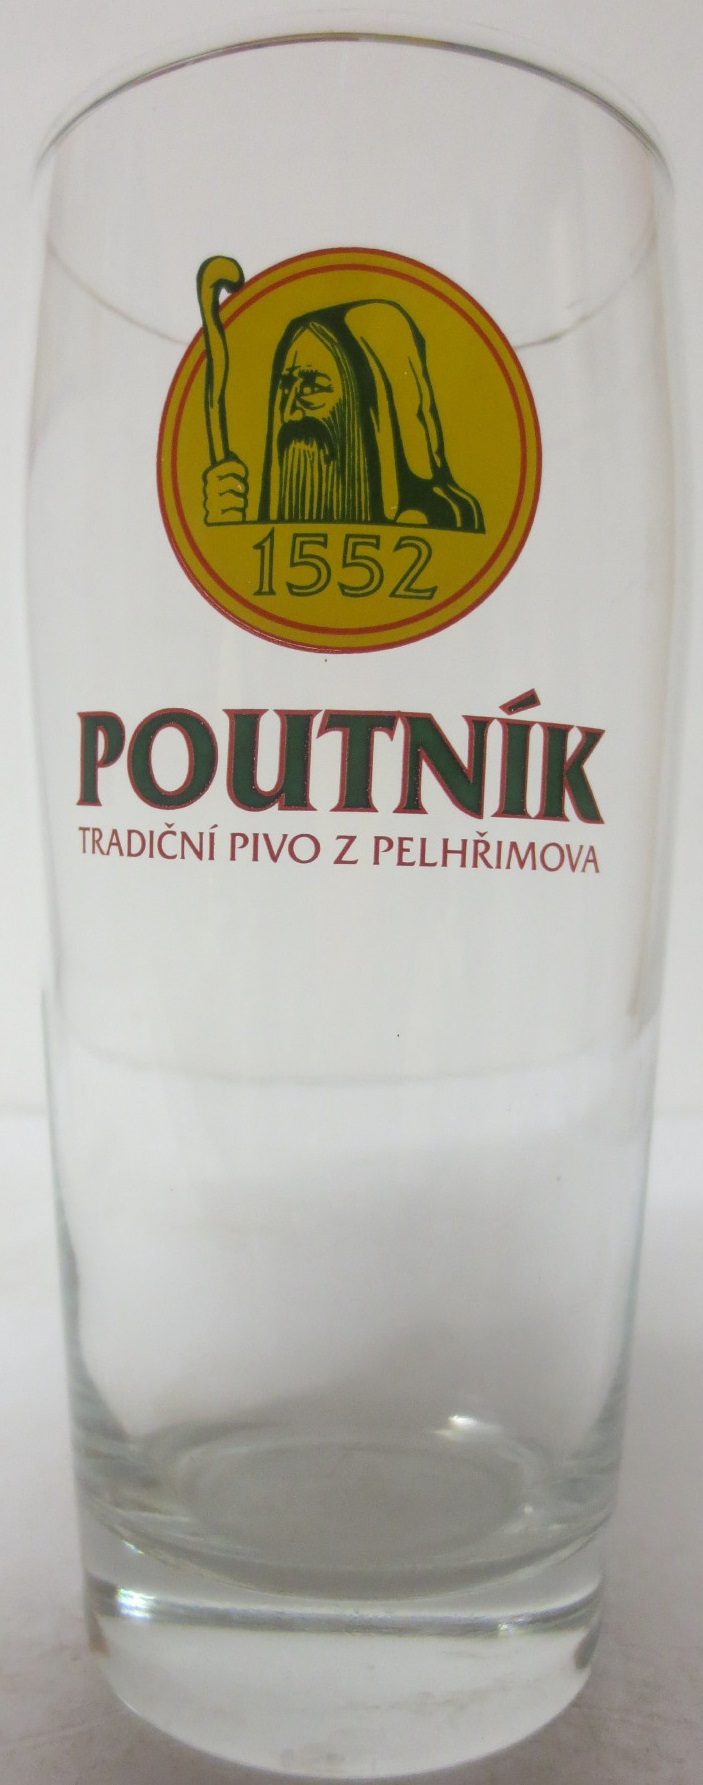 1552
POUTNÍK
TRADIČNÍ PIVO Z PELHŘIMOVA